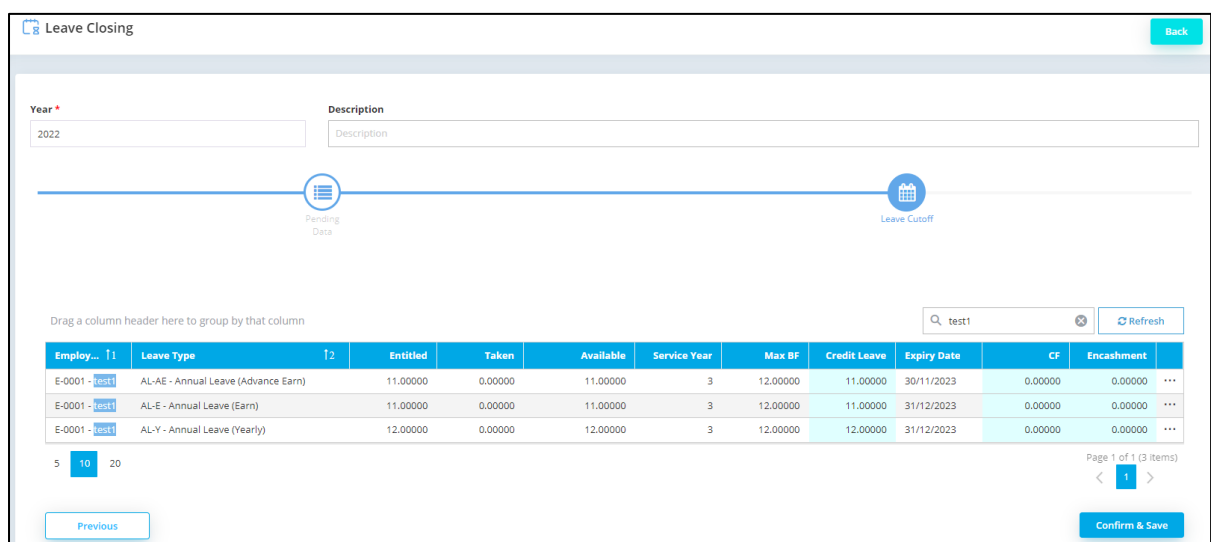 Leave Closing
Back
Year *
Description
2022
Description
Pending
Data
Leave Cutoff
Drag a column header here to group by that column
test1
Refresh
Employ... 1 Leave Type 2 Entitled Taken Available Service Year Max BF Credit Leave Expiry Date CF Encashment
E-0001 - test1 AL-AE - Annual Leave (Advance Earn) 11.00000 0.00000 11.00000 3 12.00000 11.00000 30/11/2023 0.00000 0.00000 ...
E-0001 - test1 AL-E - Annual Leave (Earn) 11.00000 0.00000 11.00000 3 12.00000 11.00000 31/12/2023 0.00000 0.00000 ...
E-0001 - test1 AL-Y - Annual Leave (Yearly) 12.00000 0.00000 12.00000 3 12.00000 12.00000 31/12/2023 0.00000 0.00000 ...
5 10 20
Page 1 of 1 (3 items)
< 1 >
Previous
Confirm & Save